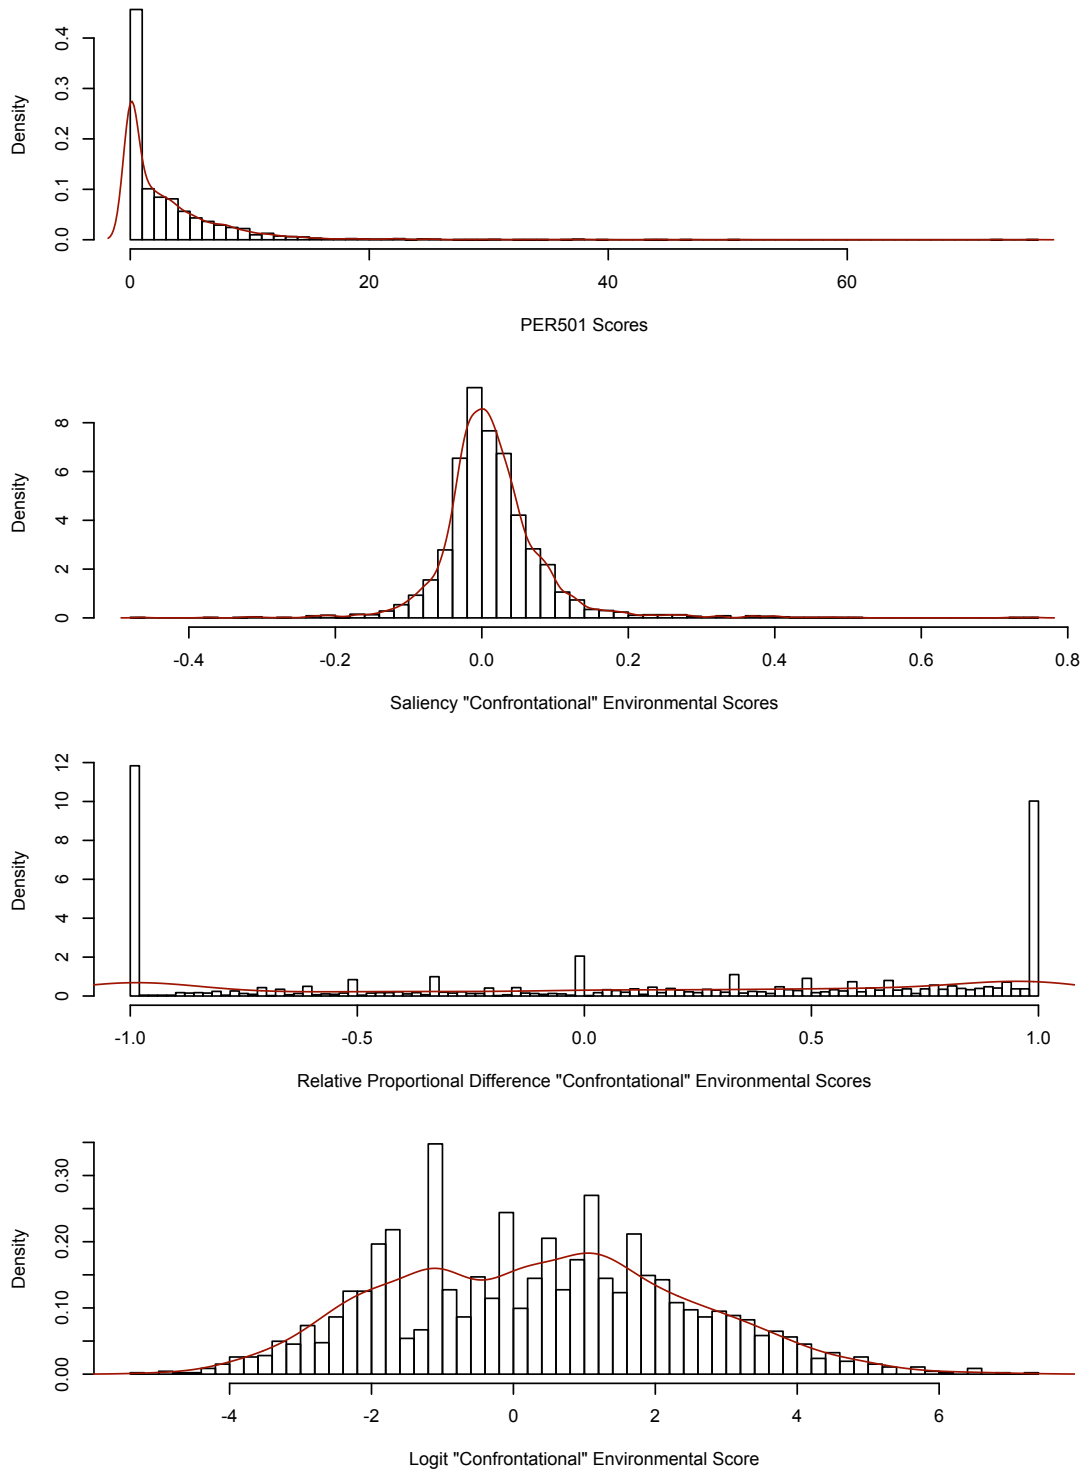 Density
0.0 0.1 0.2 0.3 0.4
0 20 40 60
PER501 Scores
Density
0 2 4 6 8
-0.4 -0.2 0.0 0.2 0.4 0.6 0.8
Saliency "Confrontational" Environmental Scores
Density
0 2 4 6 8 10 12
-1.0 -0.5 0.0 0.5 1.0
Relative Proportional Difference "Confrontational" Environmental Scores
Density
0.00 0.10 0.20 0.30
-4 -2 0 2 4 6
Logit "Confrontational" Environmental Score